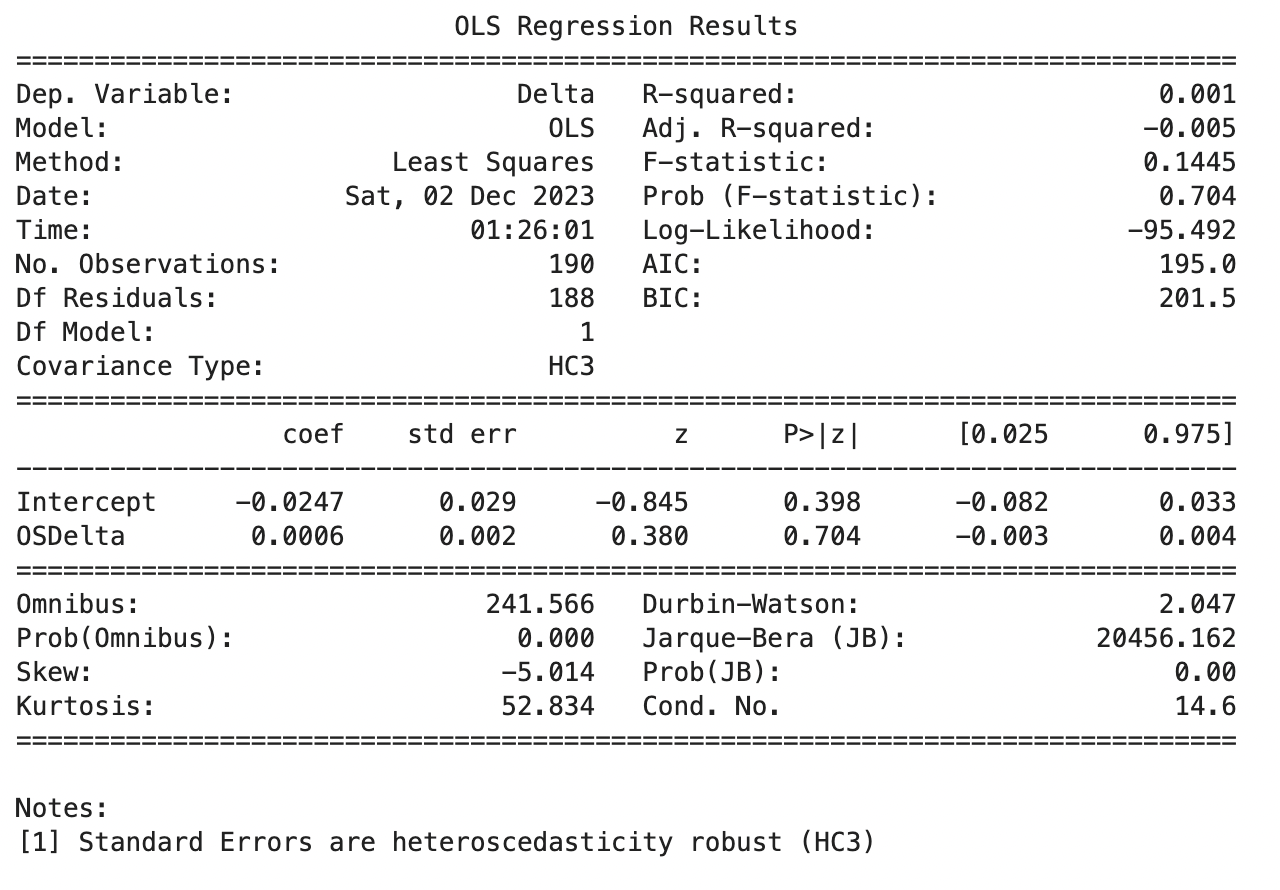 OLS Regression Results
==============================================================================
Dep. Variable: Delta R-squared: 0.001
Model: OLS Adj. R-squared: -0.005
Method: Least Squares F-statistic: 0.1445
Date: Sat, 02 Dec 2023 Prob (F-statistic): 0.704
Time: 01:26:01 Log-Likelihood: -95.492
No. Observations: 190 AIC: 195.0
Df Residuals: 188 BIC: 201.5
Df Model: 1
Covariance Type: HC3
==============================================================================
coef std err z P>|z| [0.025 0.975]
------------------------------------------------------------------------------
Intercept -0.0247 0.029 -0.845 0.398 -0.082 0.033
OSDelta 0.0006 0.002 0.380 0.704 -0.003 0.004
==============================================================================
Omnibus: 241.566 Durbin-Watson: 2.047
Prob(Omnibus): 0.000 Jarque-Bera (JB): 20456.162
Skew: -5.014 Prob(JB): 0.00
Kurtosis: 52.834 Cond. No. 14.6
==============================================================================
Notes:
[1] Standard Errors are heteroscedasticity robust (HC3)